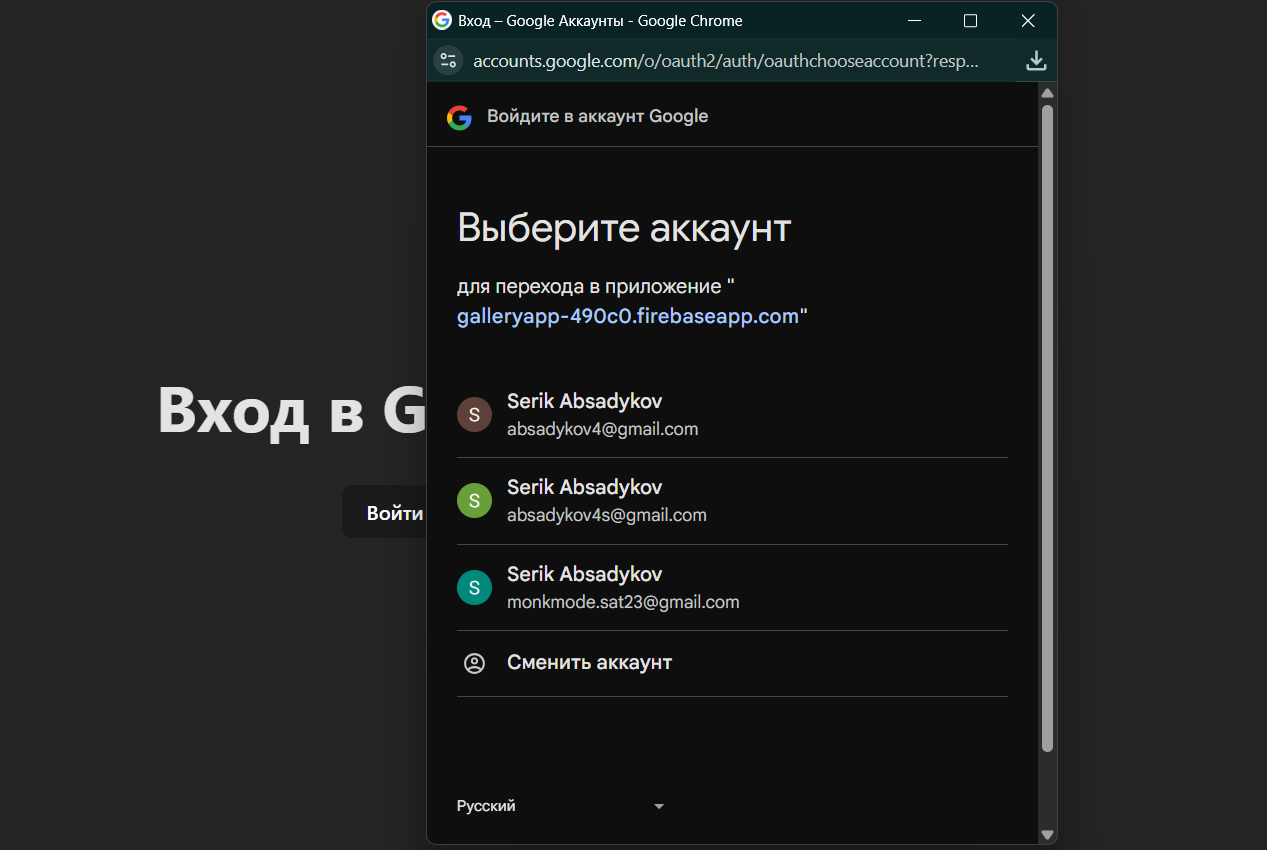 Вход – Google Аккаунты - Google Chrome
accounts.google.com/o/oauth2/auth/oauthchooseaccount?resp...
Войдите в аккаунт Google
Выберите аккаунт
для перехода в приложение "
galleryapp-490c0.firebaseapp.com"
Serik Absadykov
absadykov4@gmail.com
Serik Absadykov
absadykov4s@gmail.com
Serik Absadykov
monkmode.sat23@gmail.com
Сменить аккаунт
Русский
Вход в G
Войти